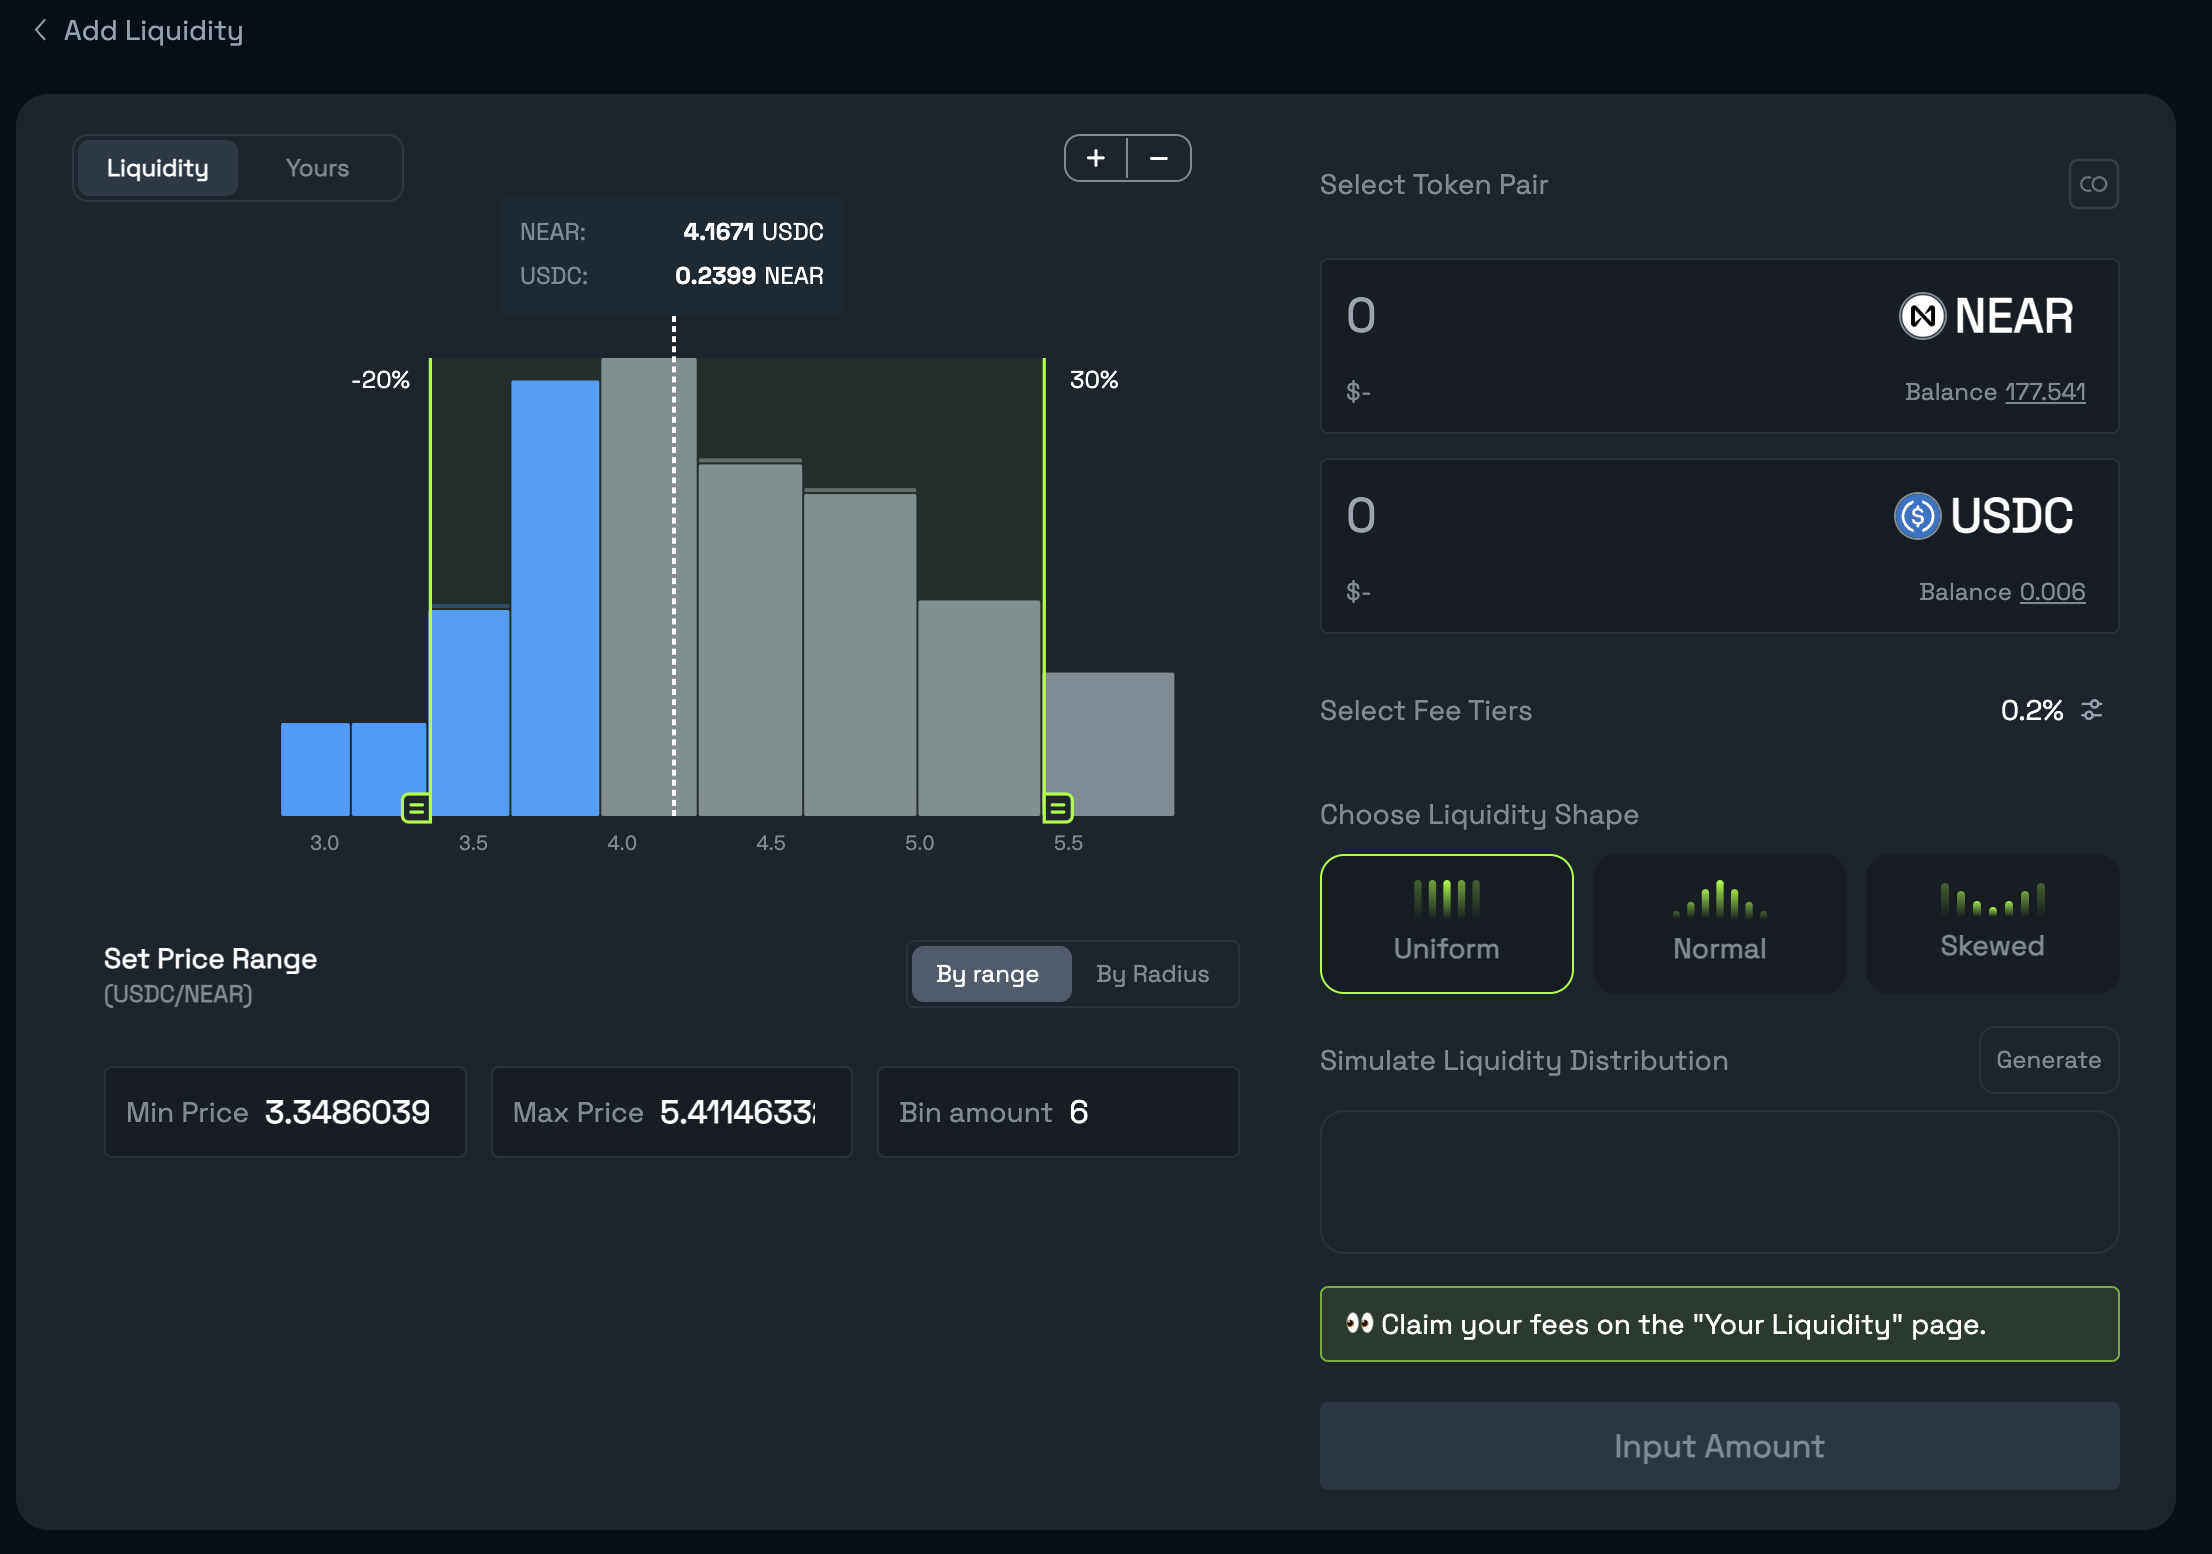 Add Liquidity
Liquidity
Yours
+
−
NEAR: 4.1671 USDC
USDC: 0.2399 NEAR
-20%
30%
3.0 3.5 4.0 4.5 5.0 5.5
Set Price Range
(USDC/NEAR)
By range
By Radius
Min Price 3.3486039
Max Price 5.4114633
Bin amount 6
Select Token Pair
0 NEAR
$- Balance 177.541
0 USDC
$- Balance 0.006
Select Fee Tiers 0.2%
Choose Liquidity Shape
Uniform
Normal
Skewed
Simulate Liquidity Distribution
Generate
👀 Claim your fees on the "Your Liquidity" page.
Input Amount